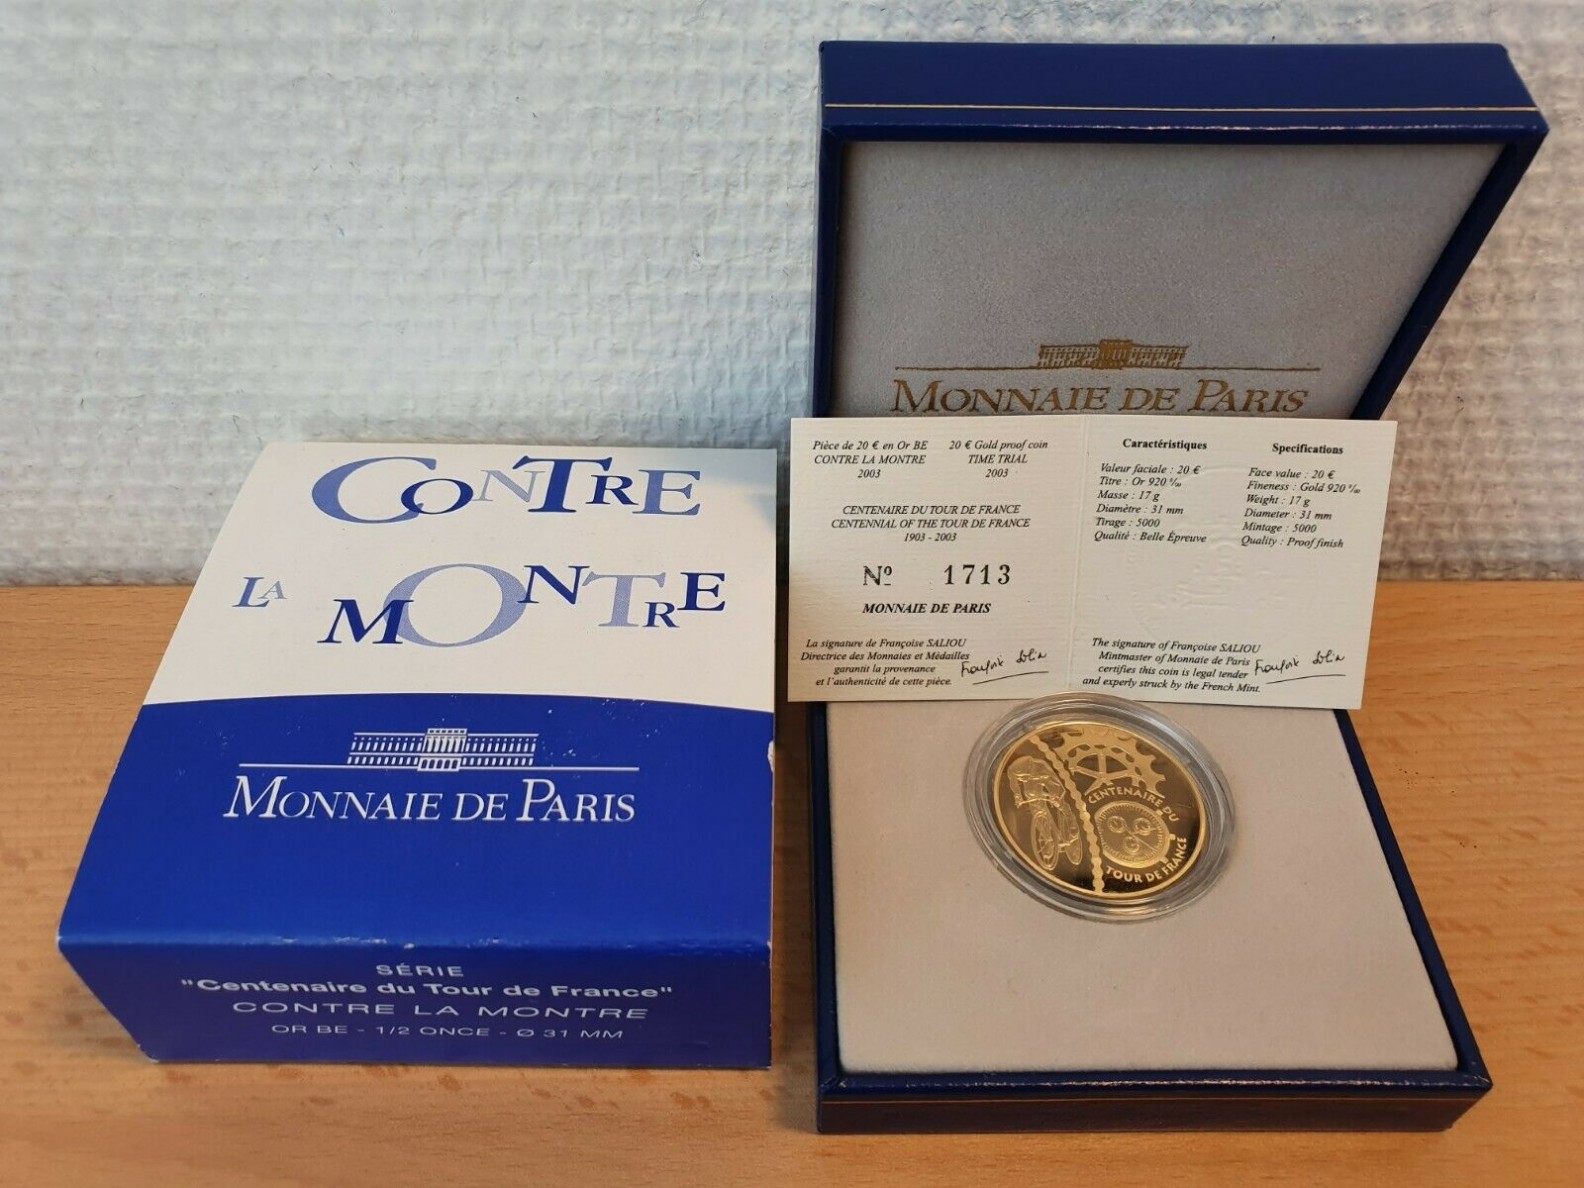 CONTRE
LA MONTRE
MONNAIE DE PARIS
SÉRIE
"Centenaire du Tour de France"
CONTRE LA MONTRE
OR BE - 1/2 ONCE - Ø 31 MM
MONNAIE DE PARIS
Pièce de 20 € en Or BE
CONTRE LA MONTRE
2003
20 € Gold proof coin
TIME TRIAL
2003
CENTENAIRE DU TOUR DE FRANCE
CENTENNIAL OF THE TOUR DE FRANCE
1903 - 2003
Nº 1713
MONNAIE DE PARIS
La signature de Françoise SALIOU
Directrice des Monnaies et Médailles
garantit la provenance
et l'authenticité de cette pièce.
Caractéristiques
Valeur faciale : 20 €
Titre : Or 920 ‰
Masse : 17 g
Diamètre : 31 mm
Tirage : 5000
Qualité : Belle Épreuve
Specifications
Face value : 20 €
Fineness : Gold 920 ‰
Weight : 17 g
Diameter : 31 mm
Mintage : 5000
Quality : Proof finish
The signature of Françoise SALIOU
Mintmaster of Monnaie de Paris
certifies this coin is legal tender
and experly struck by the French Mint.
CENTENAIRE DU
TOUR DE FRANCE